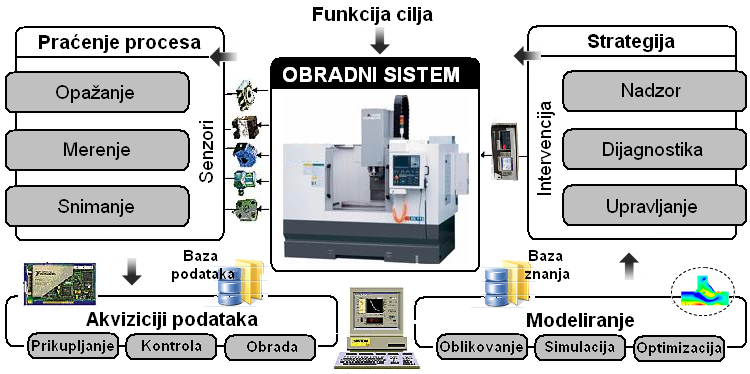 Funkcija cilja
Praćenje procesa
Opažanje
Merenje
Snimanje
Senzori
OBRADNI SISTEM
Strategija
Intervencija
Nadzor
Dijagnostika
Upravljanje
Baza
podataka
Baza
znanja
Akviziciji podataka
Prikupljanje
Kontrola
Obrada
Modeliranje
Oblikovanje
Simulacija
Optimizacija